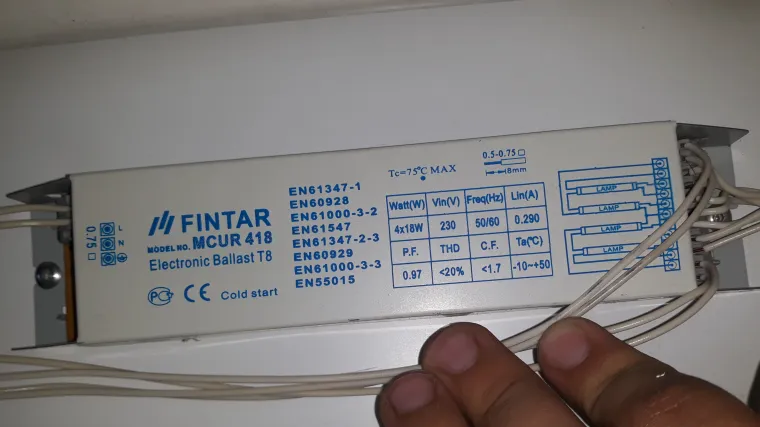 0.75
L
N
FINTAR
MODEL NO. MCUR 418
Electronic Ballast T8
PC CE Cold start
EN61347-1
EN60928
EN61000-3-2
EN61547
EN61347-2-3
EN60929
EN61000-3-3
EN55015
Tc=75°C MAX
0.5-0.75
8mm
Watt(W) Vin(V) Freq(Hz) Lin(A)
4x18W 230 50/60 0.290
P.F. THD C.F. Ta(℃)
0.97 <20% <1.7 -10~+50
LAMP
LAMP
LAMP
LAMP